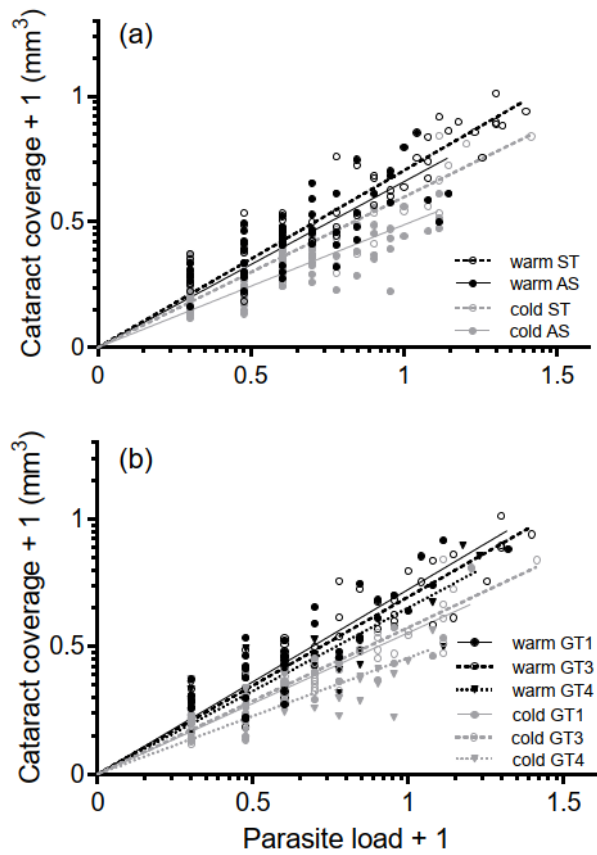 (a)
Cataract coverage + 1 (mm³)
1
0.5
0
0
0.5
1
1.5
warm ST
warm AS
cold ST
cold AS
(b)
Cataract coverage + 1 (mm³)
1
0.5
0
0
0.5
1
1.5
warm GT1
warm GT3
warm GT4
cold GT1
cold GT3
cold GT4
Parasite load + 1